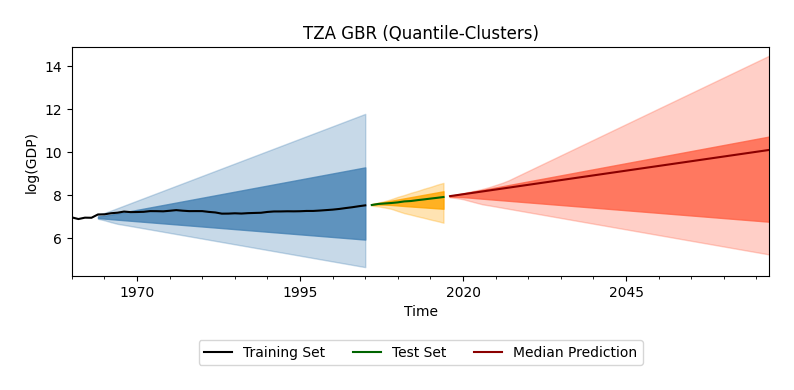 TZA GBR (Quantile-Clusters)
14
12
10
8
6
log(GDP)
1970 1995 2020 2045
Time
Training Set Test Set Median Prediction